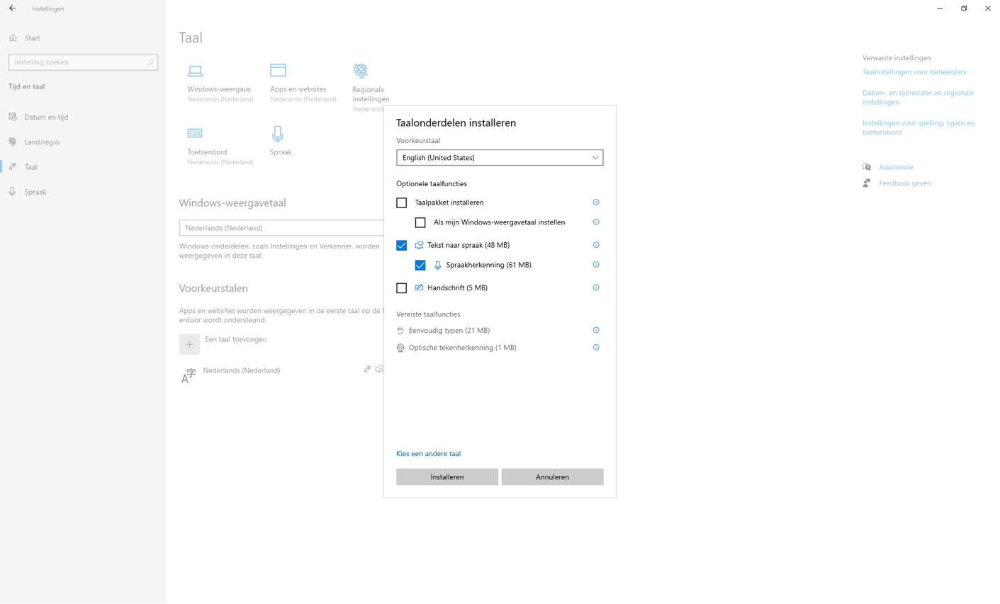 Instellingen
Start
Instelling zoeken
Tijd en taal
Datum en tijd
Land/regio
Taal
Spraak
Taal
Windows-weergave
Nederlands (Nederland)
Apps en websites
Nederlands (Nederland)
Regionale
instellingen
Nederlands
Toetsenbord
Nederlands (Nederland)
Spraak
Windows-weergavetaal
Nederlands (Nederland)
Windows-onderdelen, zoals Instellingen en Verkenner, worden
weergegeven in deze taal.
Voorkeurstalen
Apps en websites worden weergegeven in de eerste taal op de
erdoor wordt ondersteund.
Een taal toevoegen
Nederlands (Nederland)
Taalonderdelen installeren
Voorkeurstaal
English (United States)
Optionele taalfuncties
Taalpakket installeren
Als mijn Windows-weergavetaal instellen
Tekst naar spraak (48 MB)
Spraakherkenning (61 MB)
Handschrift (5 MB)
Vereiste taalfuncties
Eenvoudig typen (21 MB)
Optische tekenherkenning (1 MB)
Kies een andere taal
Installeren
Annuleren
Verwante instellingen
Taalinstellingen voor beheerders
Datum- en tijdnotatie en regionale
instellingen
Instellingen voor spelling, typen en
toetsenbord
Assistentie
Feedback geven